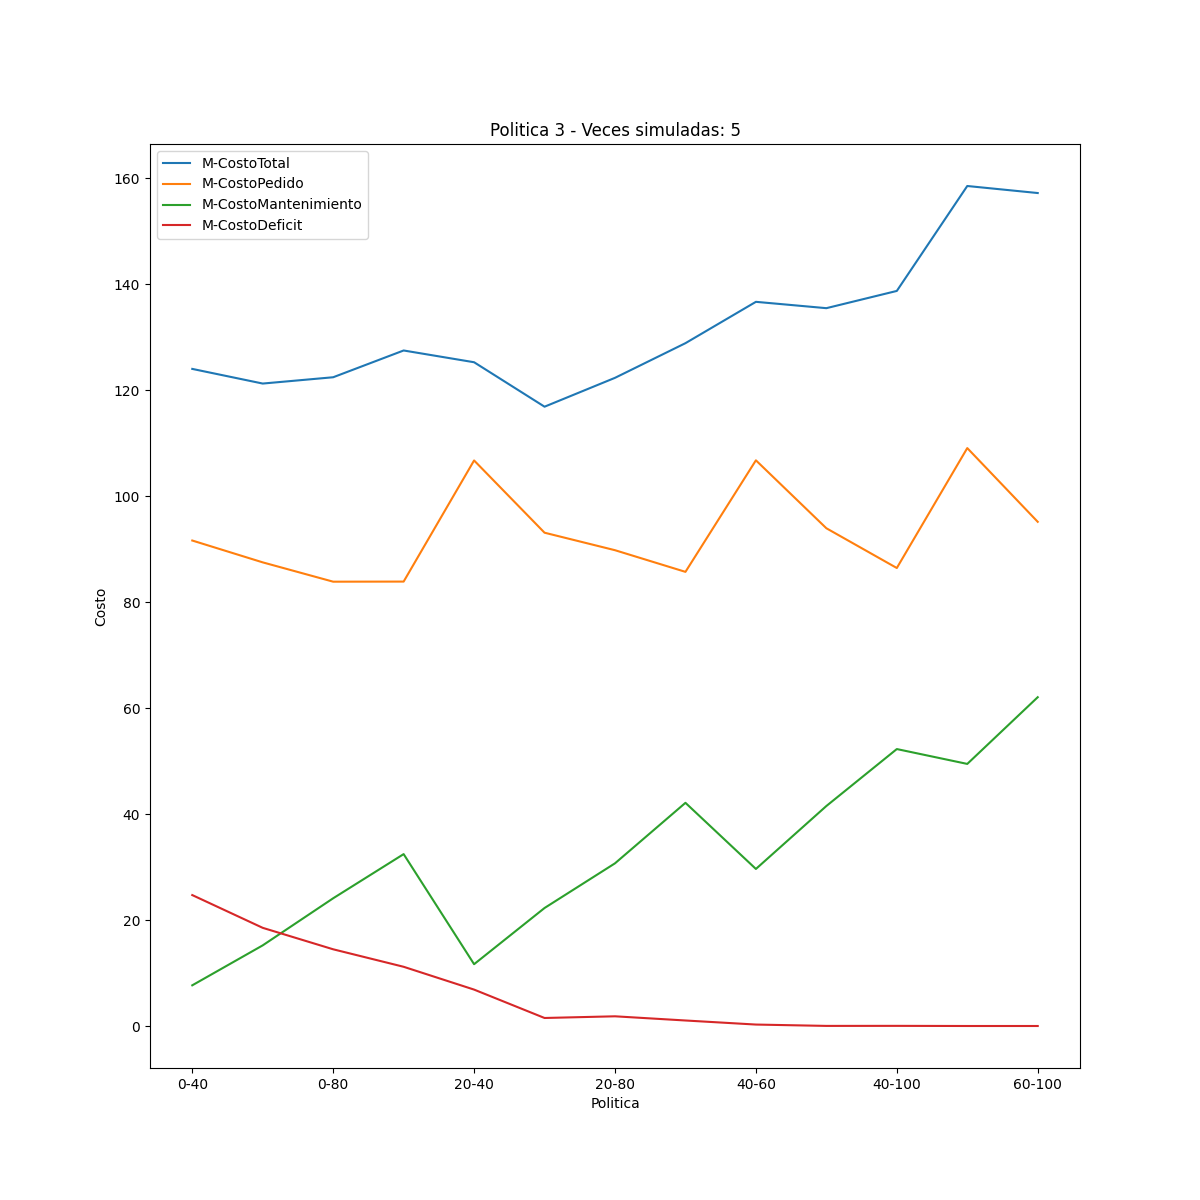 Politica 3 - Veces simuladas: 5
M-CostoTotal
M-CostoPedido
M-CostoMantenimiento
M-CostoDeficit
160
140
120
100
80
60
40
20
0
Costo
0-40
0-80
20-40
20-80
40-60
40-100
60-100
Politica